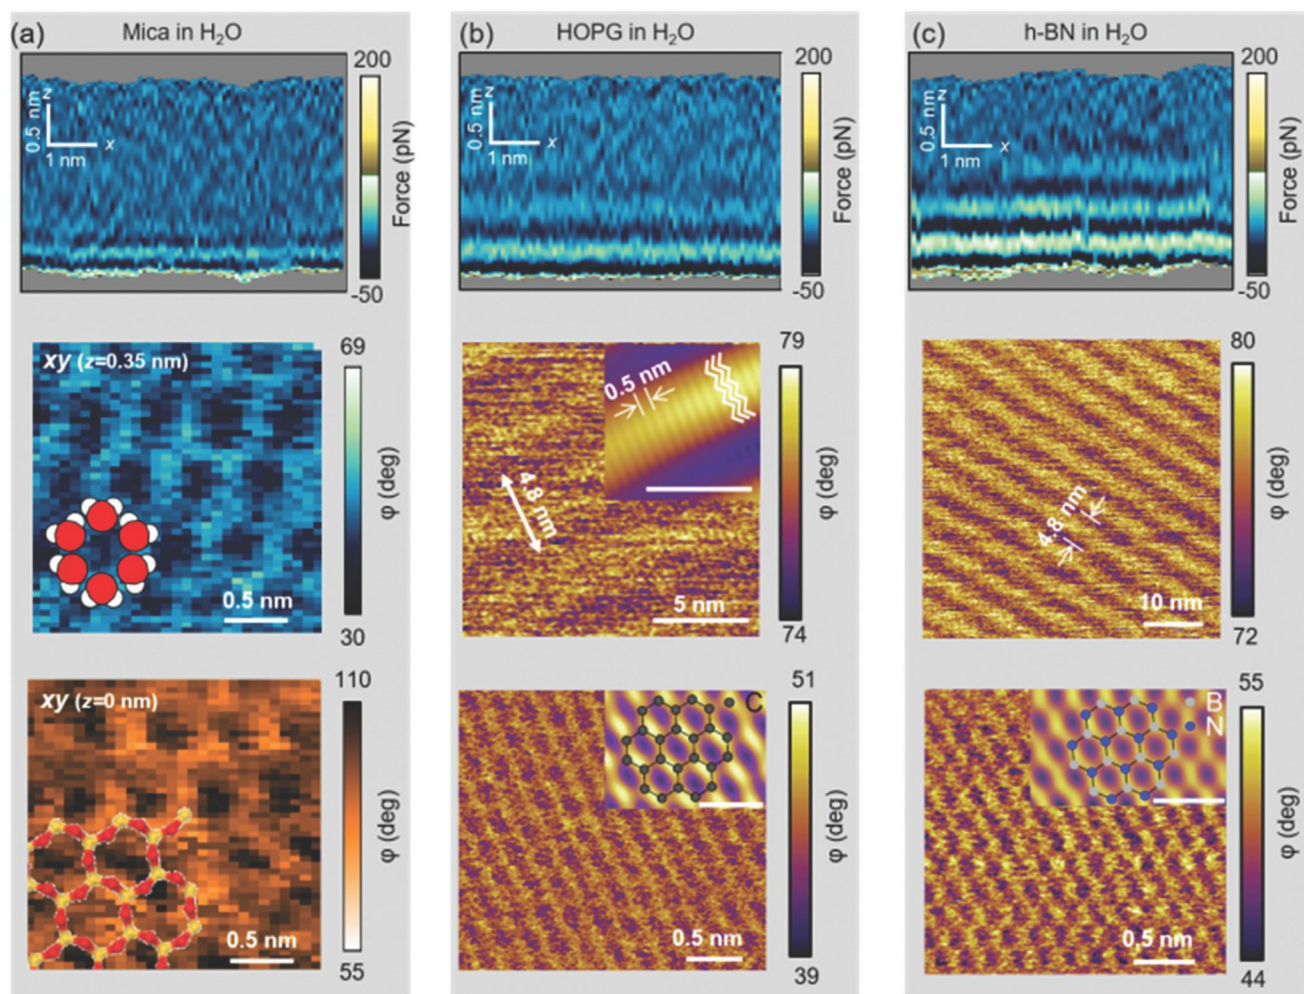 (a) Mica in H₂O
200
0.5 nm
z
x
1 nm
Force (pN)
-50
xy (z=0.35 nm)
69
φ (deg)
0.5 nm
30
xy (z=0 nm)
110
φ (deg)
0.5 nm
55
(b) HOPG in H₂O
200
0.5 nm
z
x
1 nm
Force (pN)
-50
79
0.5 nm
4.8 nm
φ (deg)
5 nm
74
51
C
φ (deg)
0.5 nm
39
(c) h-BN in H₂O
200
0.5 nm
z
x
1 nm
Force (pN)
-50
80
4.8 nm
φ (deg)
10 nm
72
55
B
N
φ (deg)
0.5 nm
44